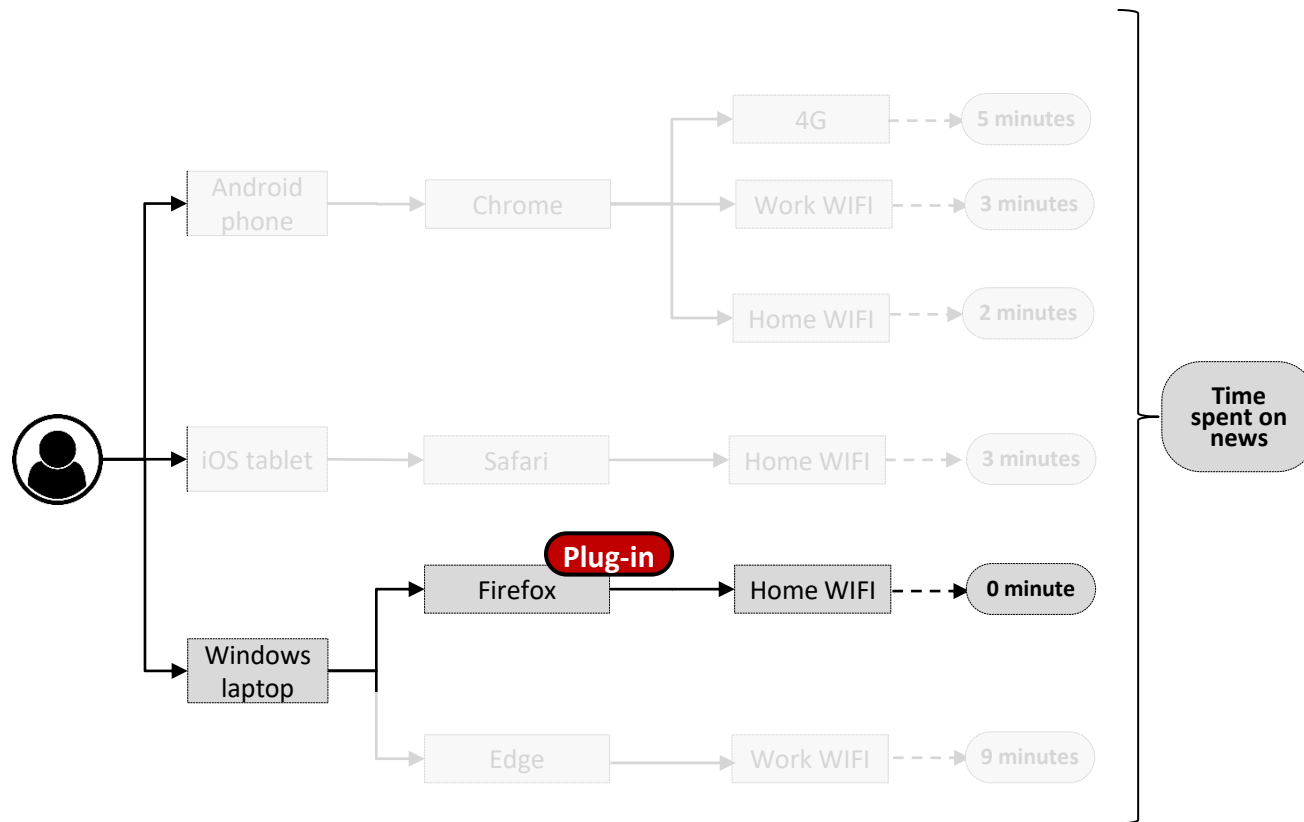 4G
5 minutes
Android
phone
Chrome
Work WIFI
3 minutes
Home WIFI
2 minutes
Time
spent on
news
iOS tablet
Safari
Home WIFI
3 minutes
Plug-in
Firefox
Home WIFI
0 minute
Windows
laptop
Edge
Work WIFI
9 minutes